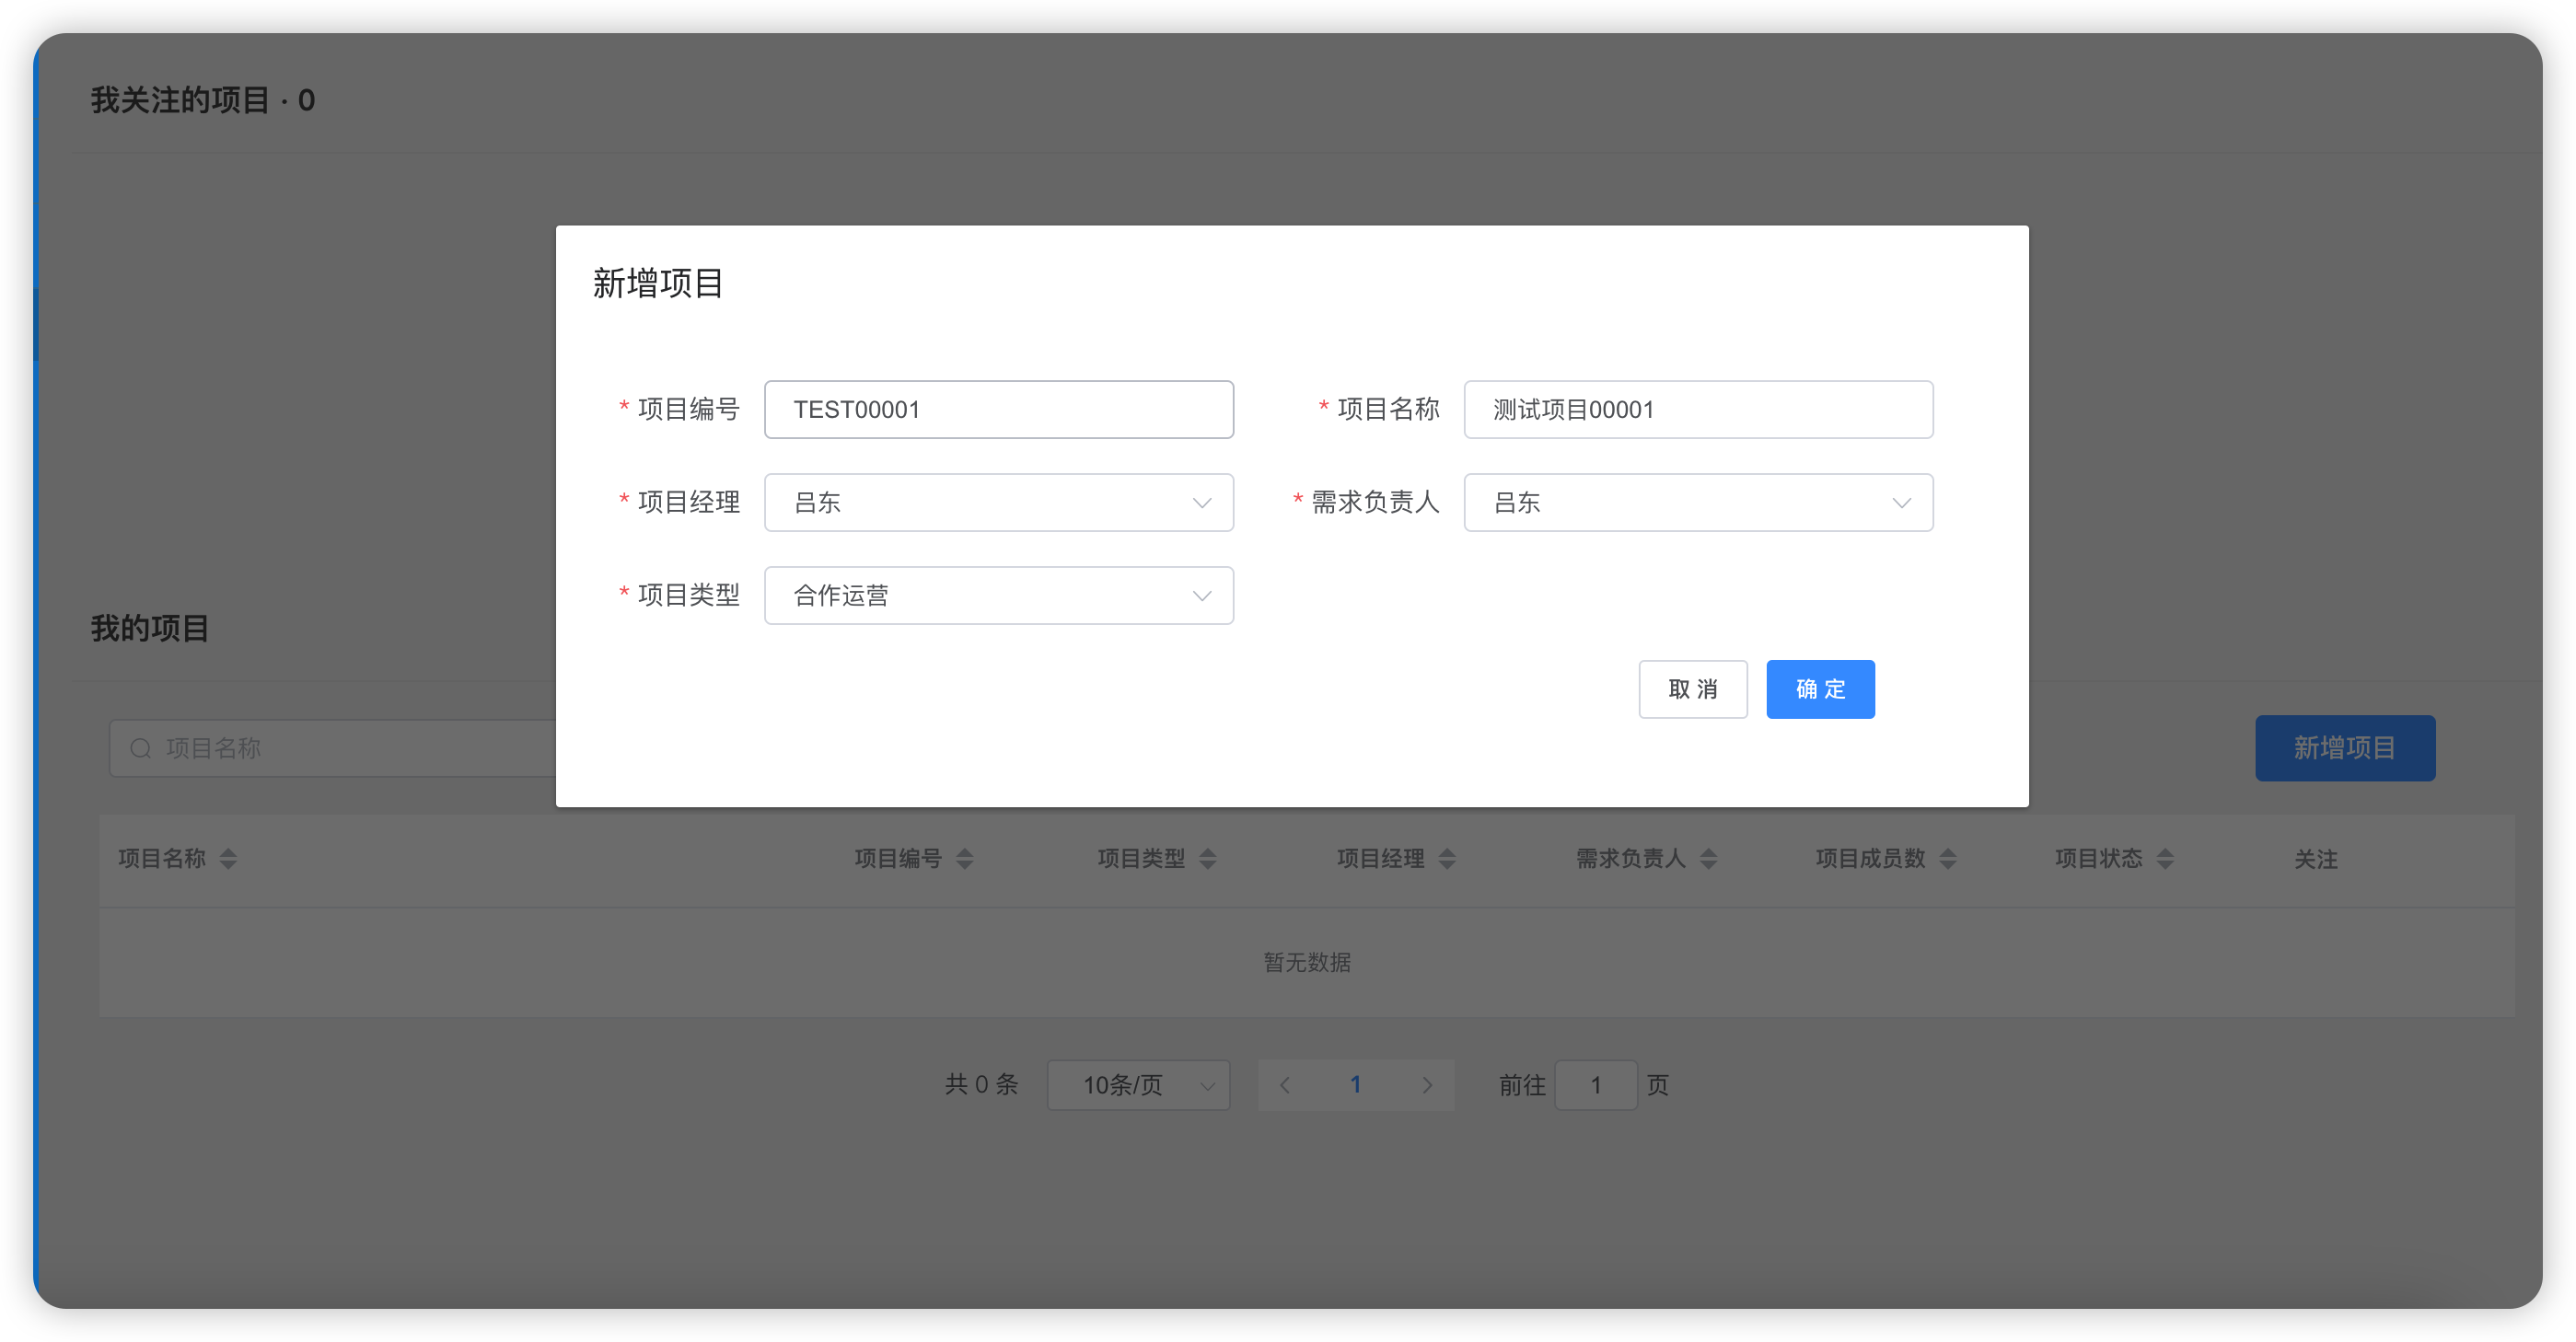 我关注的项目 · 0
新增项目
* 项目编号 TEST00001 * 项目名称 测试项目00001
* 项目经理 吕东 * 需求负责人 吕东
* 项目类型 合作运营
取 消 确 定
我的项目
项目名称 新增项目
项目名称 项目编号 项目类型 项目经理 需求负责人 项目成员数 项目状态 关注
暂无数据
共 0 条 10条/页 1 前往 1 页